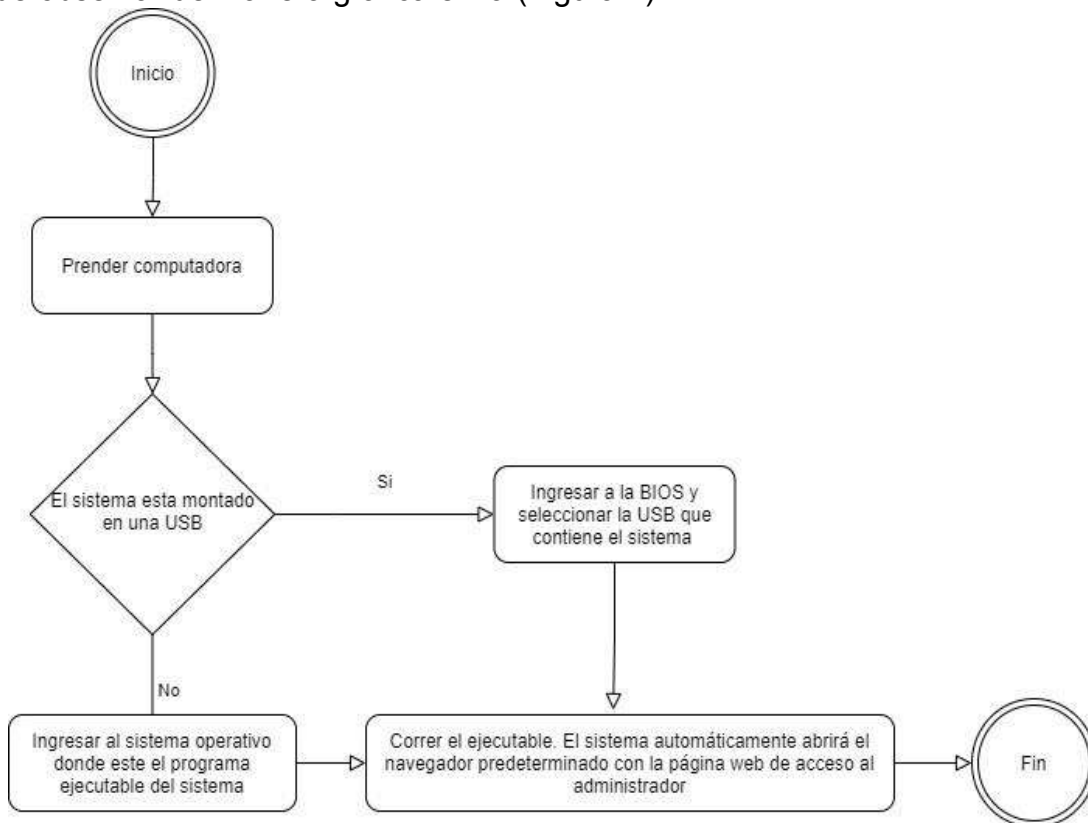 Inicio
Prender computadora
El sistema esta montado
en una USB
Si
Ingresar a la BIOS y
seleccionar la USB que
contiene el sistema
No
Ingresar al sistema operativo
donde este el programa
ejecutable del sistema
Correr el ejecutable. El sistema automáticamente abrirá el
navegador predeterminado con la página web de acceso al
administrador
Fin